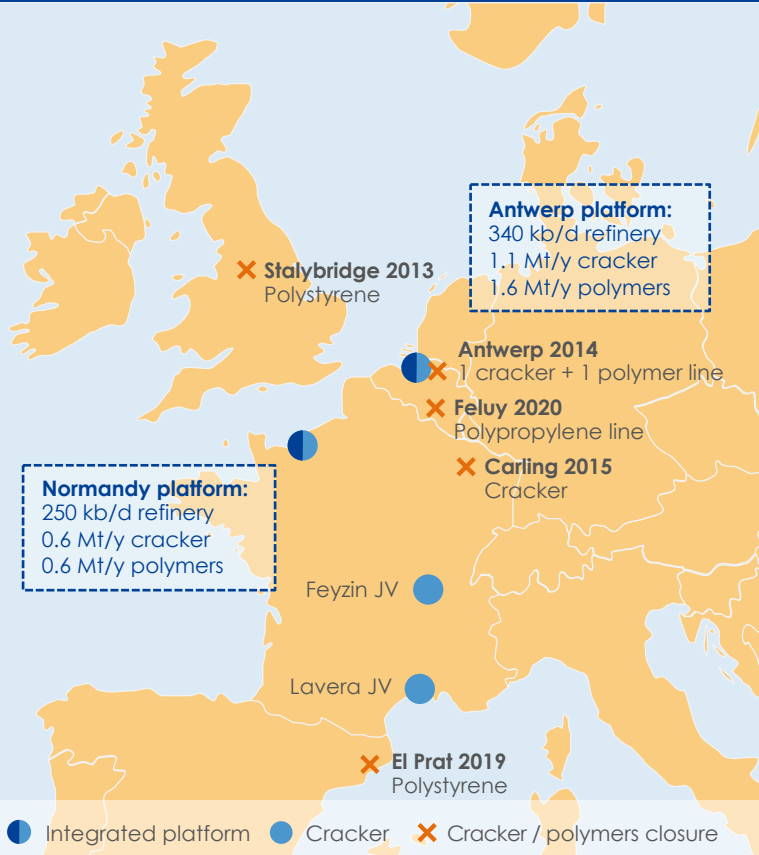 Antwerp platform:
340 kb/d refinery
1.1 Mt/y cracker
1.6 Mt/y polymers
Stalybridge 2013
Polystyrene
Antwerp 2014
1 cracker + 1 polymer line
Feluy 2020
Polypropylene line
Carling 2015
Cracker
Normandy platform:
250 kb/d refinery
0.6 Mt/y cracker
0.6 Mt/y polymers
Feyzin JV
Lavera JV
El Prat 2019
Polystyrene
Integrated platform
Cracker
Cracker / polymers closure